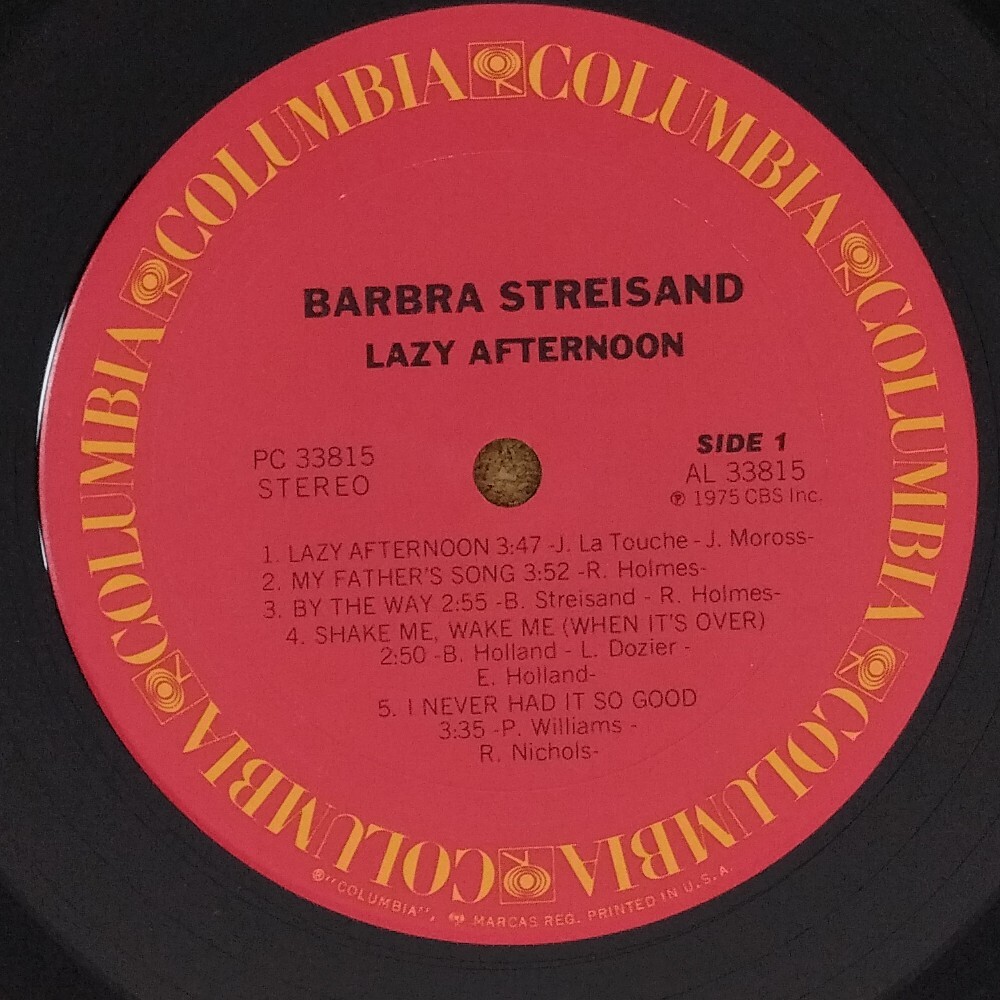 COLUMBIA COLUMBIA COLUMBIA COLUMBIA COLUMBIA COLUMBIA
BARBRA STREISAND
LAZY AFTERNOON
PC 33815
STEREO
SIDE 1
AL 33815
℗ 1975 CBS Inc.
1. LAZY AFTERNOON 3:47 -J. La Touche - J. Moross-
2. MY FATHER'S SONG 3:52 -R. Holmes-
3. BY THE WAY 2:55 -B. Streisand - R. Holmes-
4. SHAKE ME, WAKE ME (WHEN IT'S OVER)
2:50 -B. Holland - L. Dozier -
E. Holland-
5. I NEVER HAD IT SO GOOD
3:35 -P. Williams -
R. Nichols-
®"COLUMBIA", MARCAS REG. PRINTED IN U.S.A.